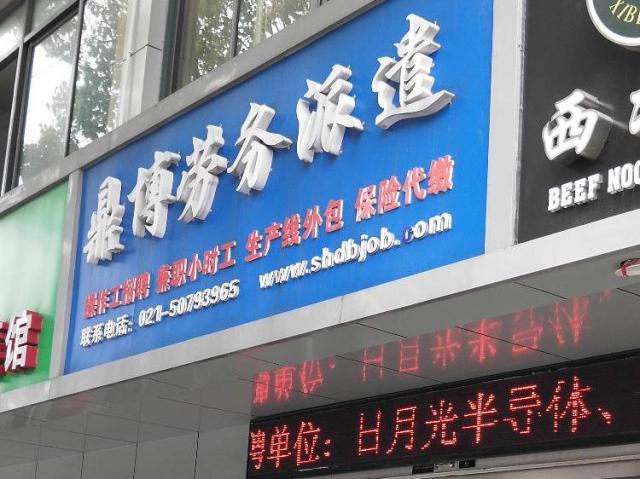 鼎博劳务派遣
操作工招聘 兼职小时工 生产线外包 保险代缴
联系电话：021-50793965 www.shdbjob.com
馆
西
BEEF NOO
聘单位：日月光半导体、